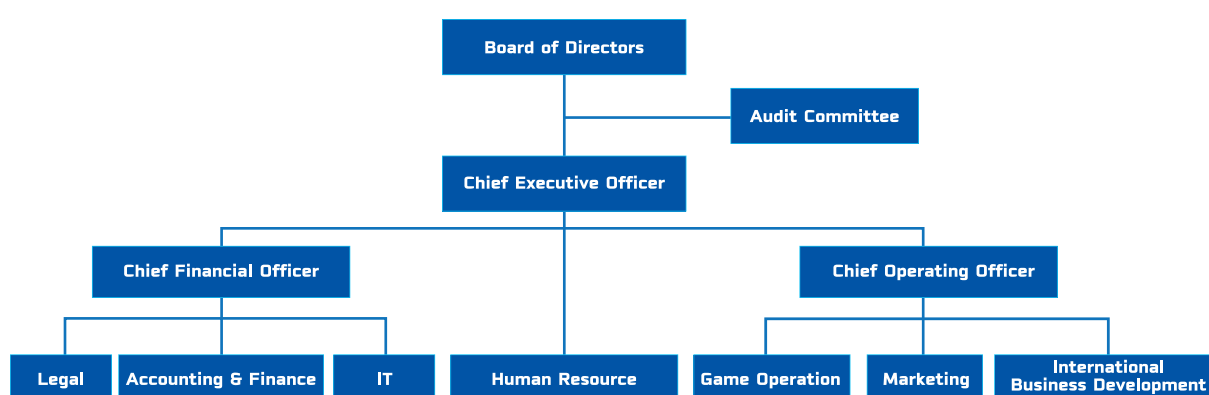 Board of Directors
Audit Committee
Chief Executive Officer
Chief Financial Officer
Chief Operating Officer
Legal
Accounting & Finance
IT
Human Resource
Game Operation
Marketing
International
Business Development